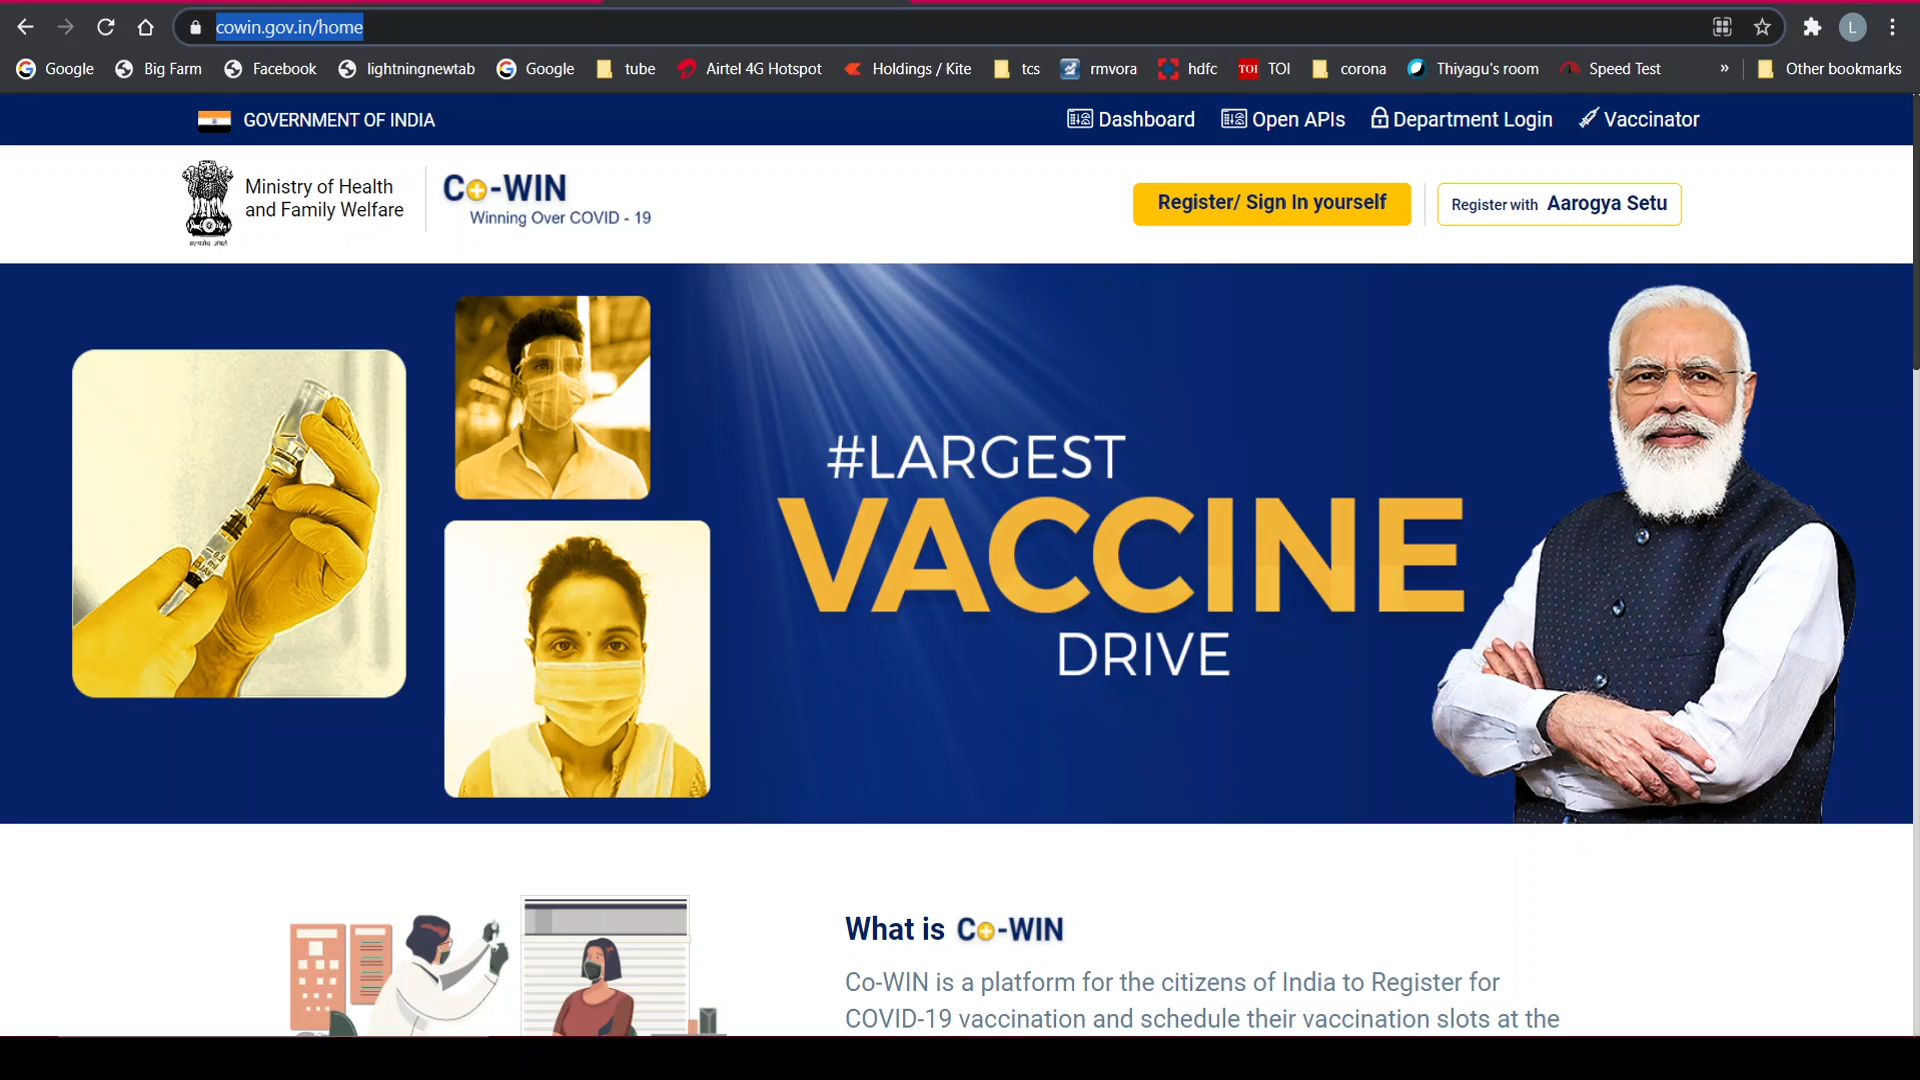 cowin.gov.in/home
L
Google
Big Farm
Facebook
lightningnewtab
Google
tube
Airtel 4G Hotspot
Holdings / Kite
tcs
rmvora
hdfc
TOI TOI
corona
Thiyagu's room
Speed Test
»
Other bookmarks
GOVERNMENT OF INDIA
Dashboard
Open APIs
Department Login
Vaccinator
Ministry of Health
and Family Welfare
सत्यमेव जयते
Co-WIN
Winning Over COVID - 19
Register/ Sign In yourself
Register with Aarogya Setu
#LARGEST
VACCINE
DRIVE
What is Co-WIN
Co-WIN is a platform for the citizens of India to Register for
COVID-19 vaccination and schedule their vaccination slots at the